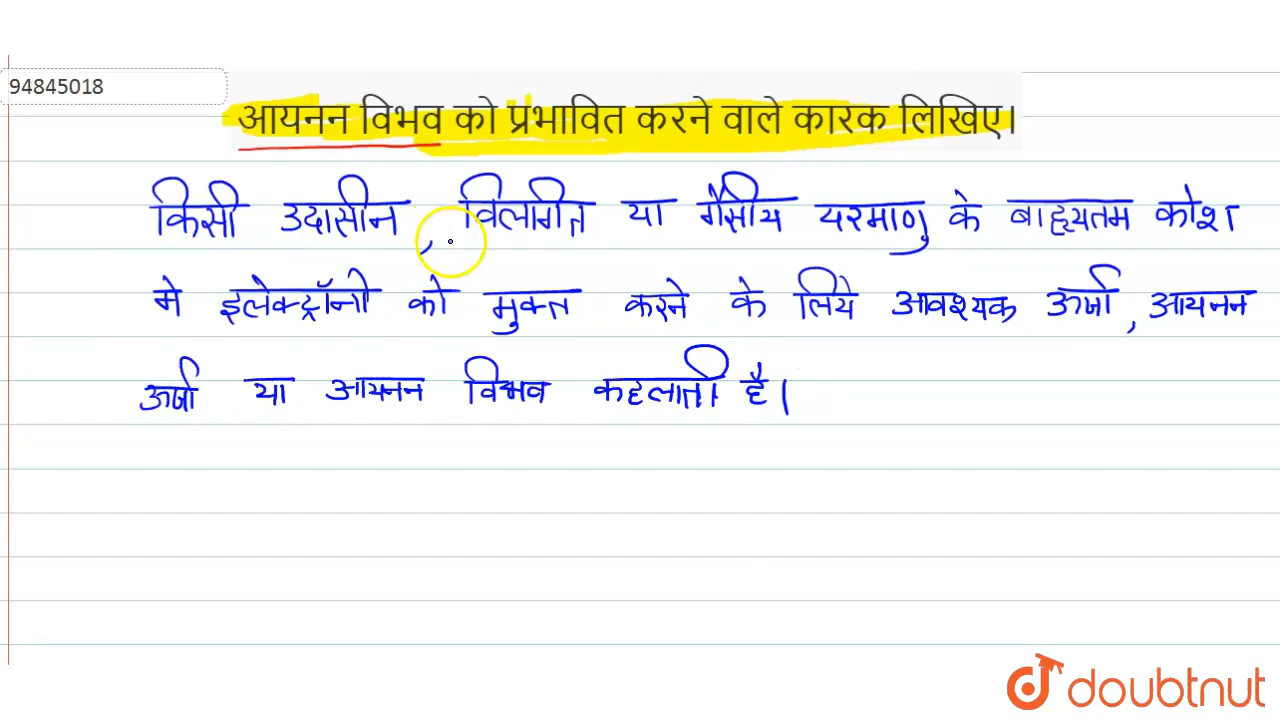 94845018
आयनन विभव को प्रभावित करने वाले कारक लिखिए।
किसी उदासीन, विलगित या गैसीय परमाणु के बाह्यतम कोश
मे इलेक्ट्रॉनो को मुक्त करने के लिये आवश्यक ऊर्जा, आयनन
ऊर्जा या आयनन विभव कहलाती है।
doubtnut